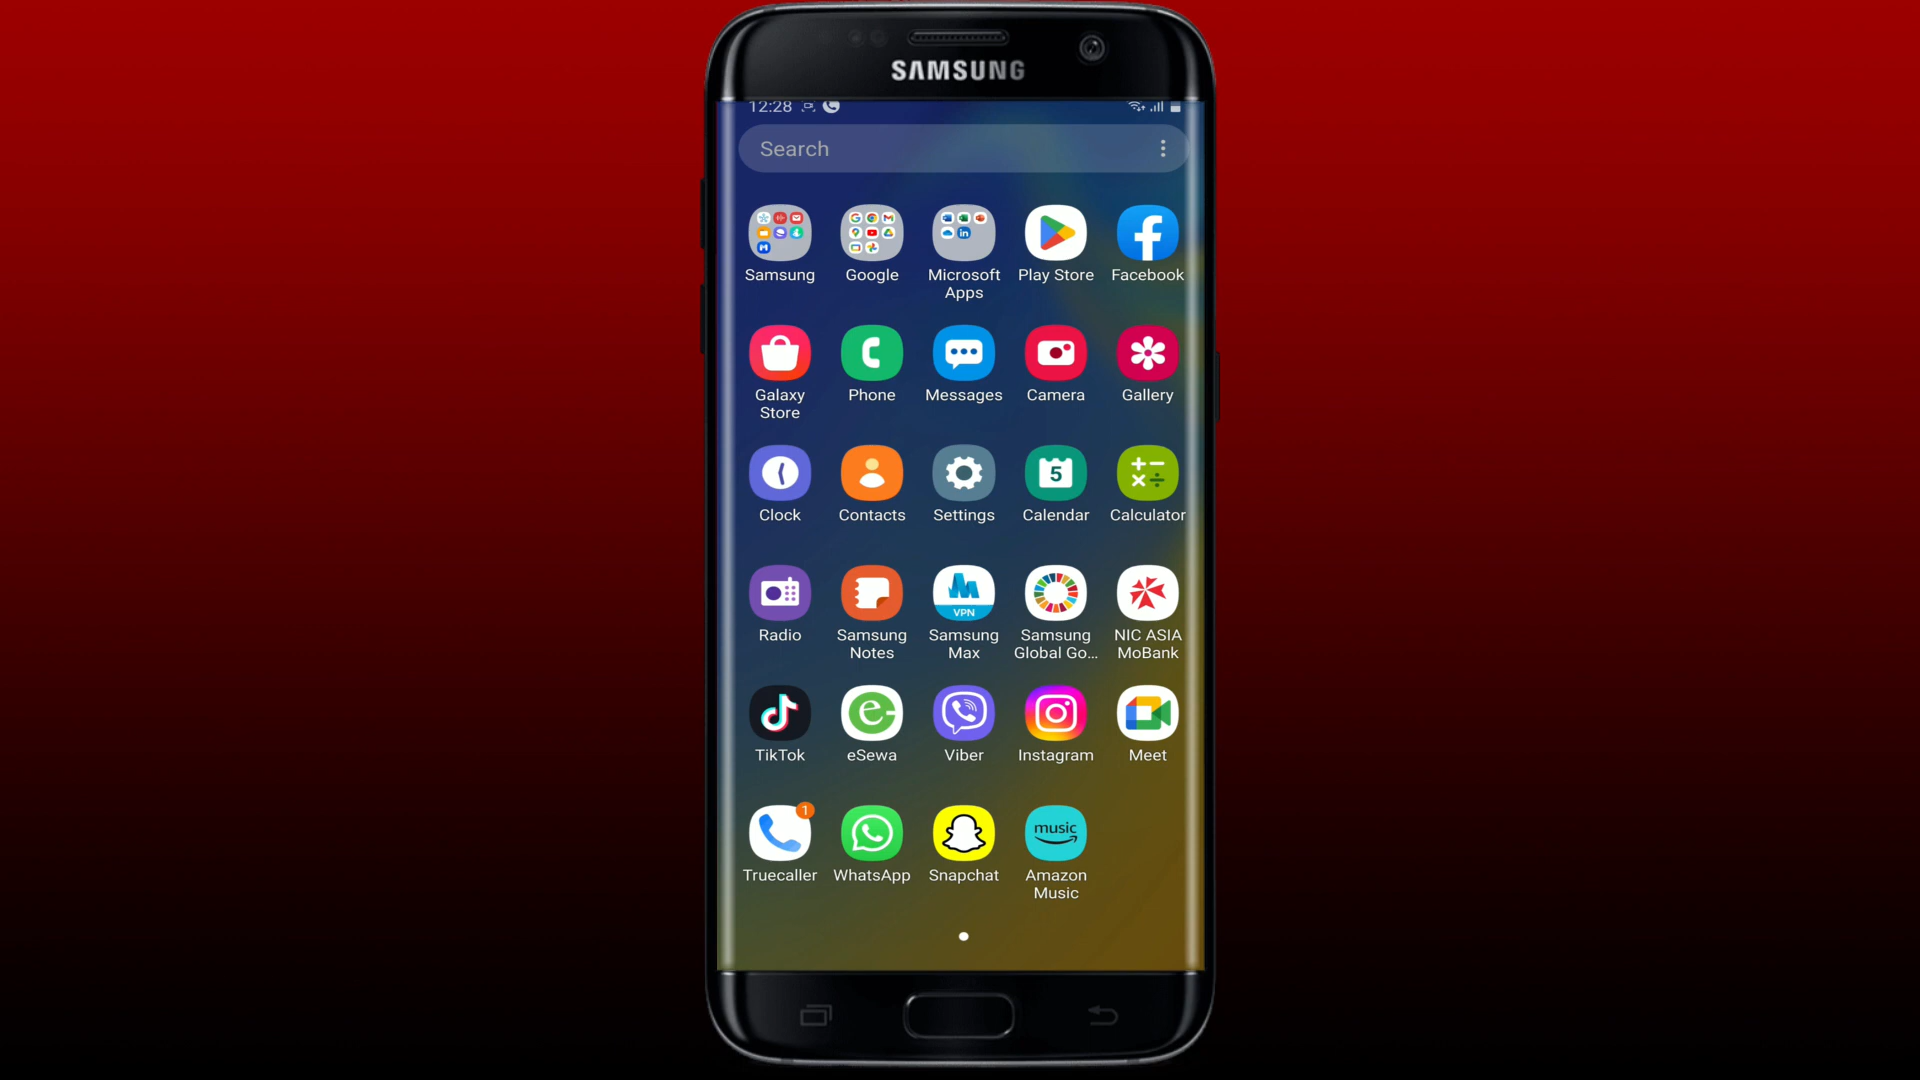 SAMSUNG
12:28
Search
Samsung Google Microsoft Apps Play Store Facebook
Galaxy Store Phone Messages Camera Gallery
5
Clock Contacts Settings Calendar Calculator
VPN
Radio Samsung Notes Samsung Max Samsung Global Go... NIC ASIA MoBank
TikTok eSewa Viber Instagram Meet
1
music
Truecaller WhatsApp Snapchat Amazon Music